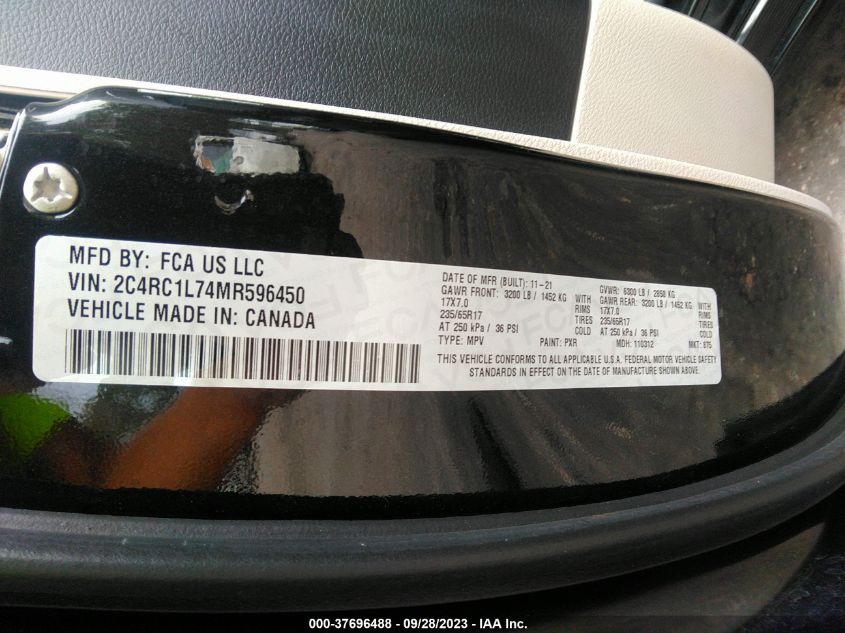 MFD BY: FCA US LLC
VIN: 2C4RC1L74MR596450
VEHICLE MADE IN: CANADA
DATE OF MFR (BUILT): 11-21 GVWR: 6300 LB / 2858 KG
GAWR FRONT: 3200 LB / 1452 KG WITH GAWR REAR: 3200 LB / 1452 KG WITH
17X7.0 RIMS 17X7.0 RIMS
235/65R17 TIRES 235/65R17 TIRES
AT 250 kPa / 36 PSI COLD AT 250 kPa / 36 PSI COLD
TYPE: MPV PAINT: PXR MDH: 110312 MKT: 875
THIS VEHICLE CONFORMS TO ALL APPLICABLE U.S.A. FEDERAL MOTOR VEHICLE SAFETY
STANDARDS IN EFFECT ON THE DATE OF MANUFACTURE SHOWN ABOVE.
000-37696488 - 09/28/2023 - IAA Inc.